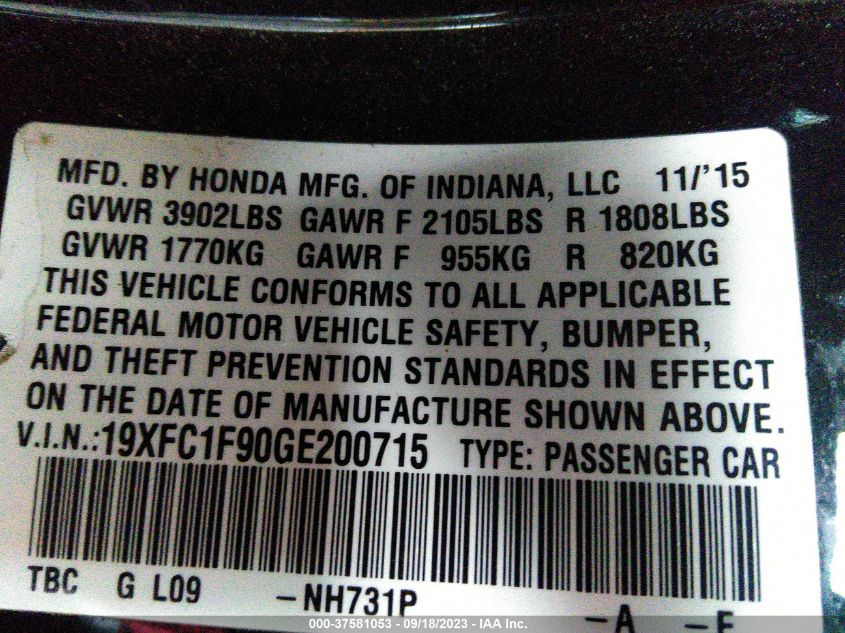 MFD. BY HONDA MFG. OF INDIANA, LLC 11/'15
GVWR 3902LBS GAWR F 2105LBS R 1808LBS
GVWR 1770KG GAWR F 955KG R 820KG
THIS VEHICLE CONFORMS TO ALL APPLICABLE
FEDERAL MOTOR VEHICLE SAFETY, BUMPER,
AND THEFT PREVENTION STANDARDS IN EFFECT
ON THE DATE OF MANUFACTURE SHOWN ABOVE.
V.I.N.:19XFC1F90GE200715 TYPE: PASSENGER CAR
TBC G L09 -NH731P -A -E
000-37581053 - 09/18/2023 - IAA Inc.